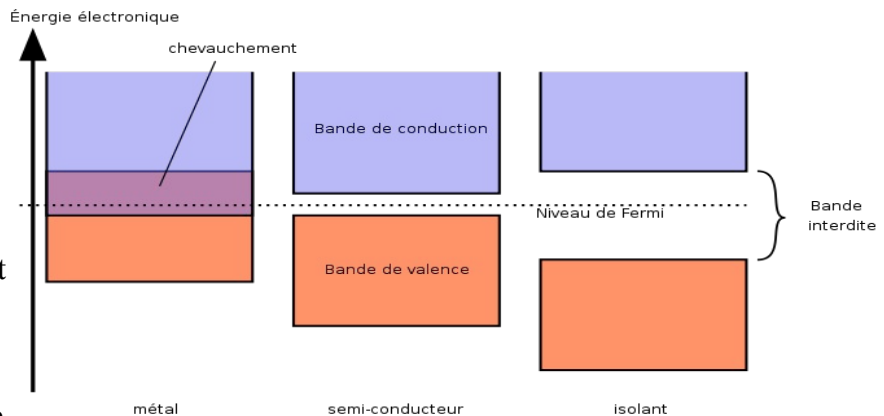 Énergie électronique
chevauchement
Bande de conduction
Niveau de Fermi
Bande
interdite
t
Bande de valence
métal
semi-conducteur
isolant